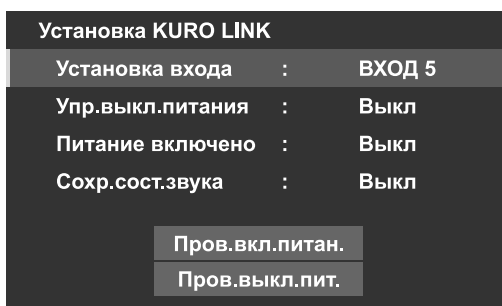 Установка KURO LINK
Установка входа : ВХОД 5
Упр.выкл.питания : Выкл
Питание включено : Выкл
Сохр.сост.звука : Выкл
Пров.вкл.питан.
Пров.выкл.пит.